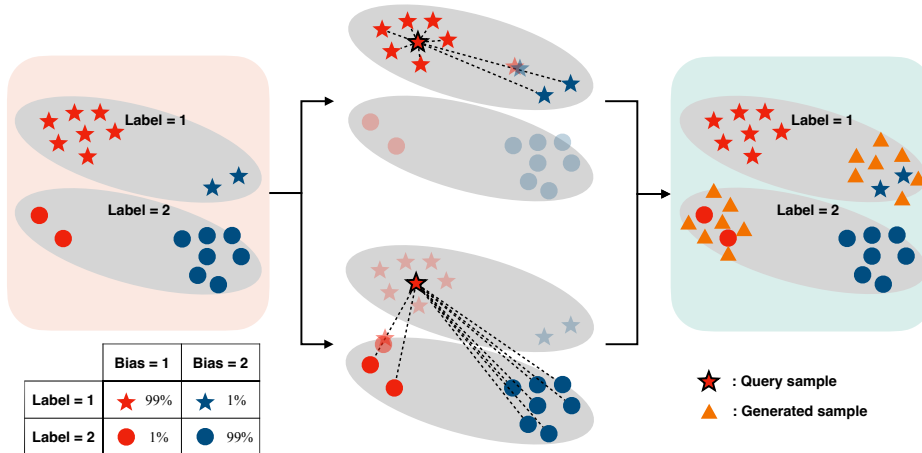 Label = 1
Label = 2
Label = 1
Label = 2
Bias = 1 Bias = 2
Label = 1 99% 1%
Label = 2 1% 99%
: Query sample
: Generated sample